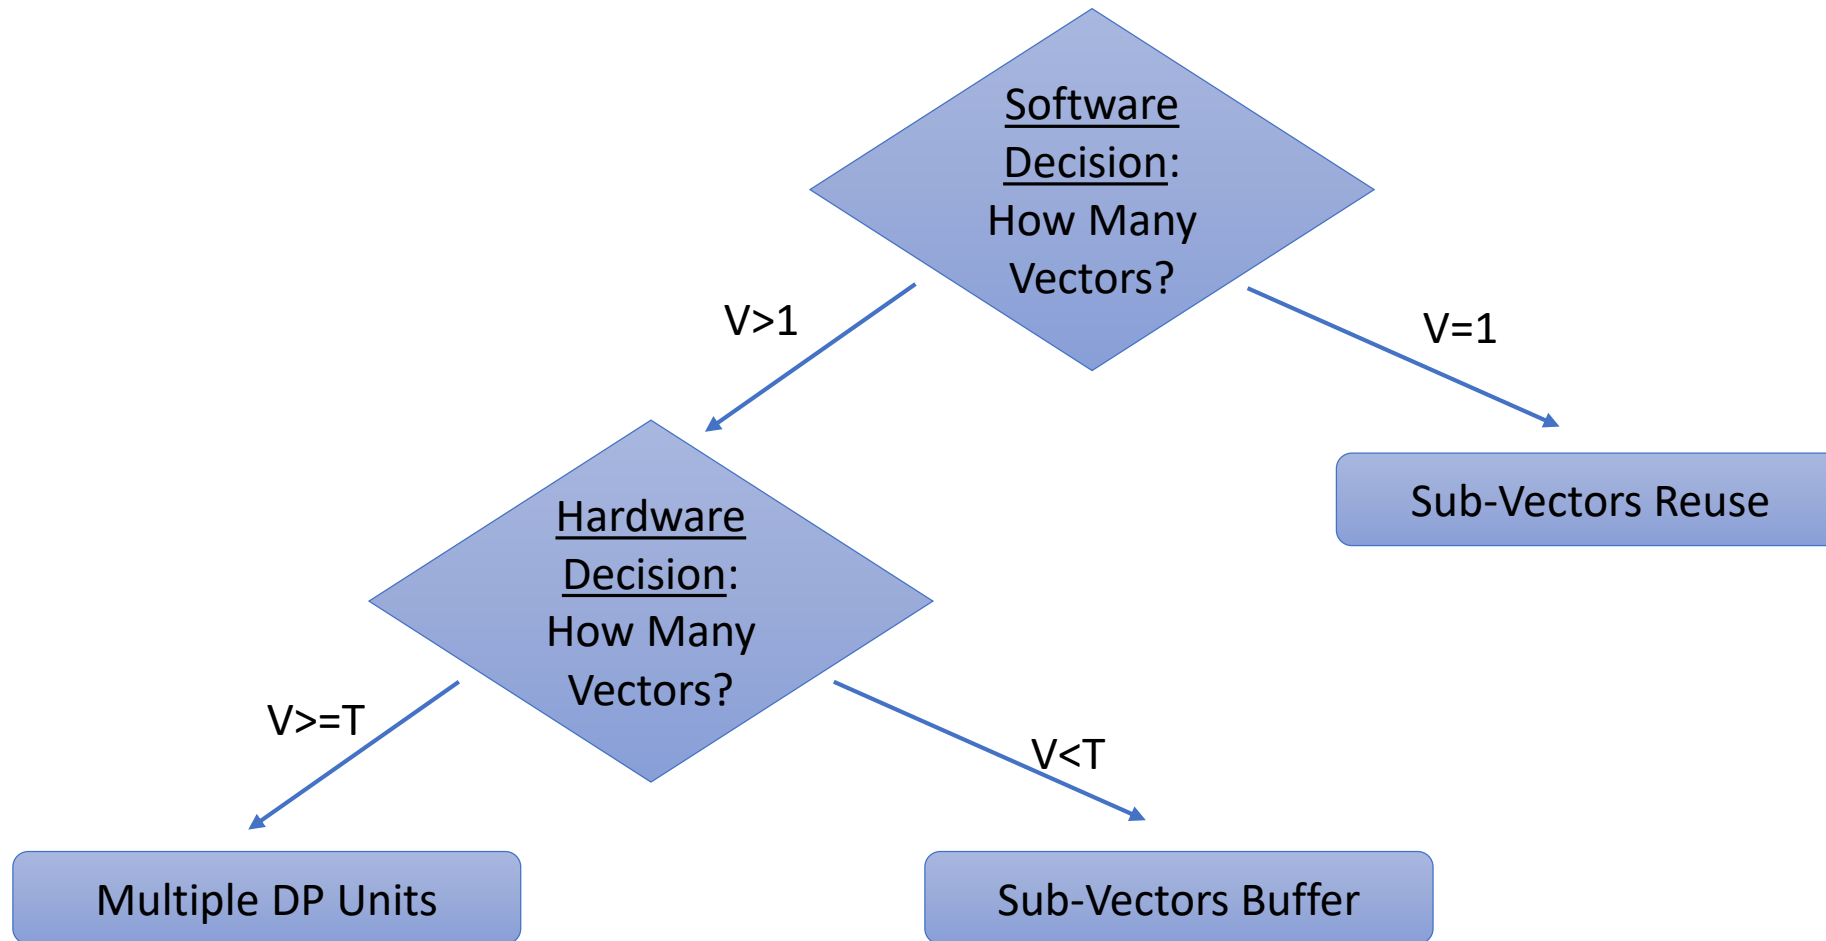 Software
Decision:
How Many
Vectors?
V>1
V=1
Hardware
Decision:
How Many
Vectors?
Sub-Vectors Reuse
V>=T
V<T
Multiple DP Units
Sub-Vectors Buffer